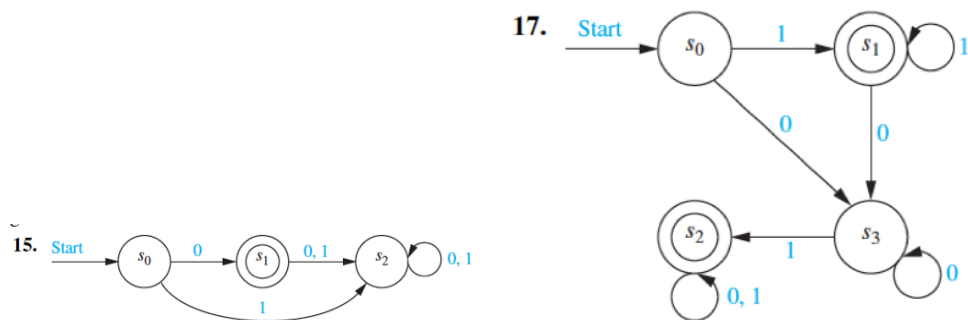 17. Start s0 1 s1 1
0 0
s2 1 s3
0, 1 0
15. Start s0 0 s1 0, 1 s2 0, 1
1